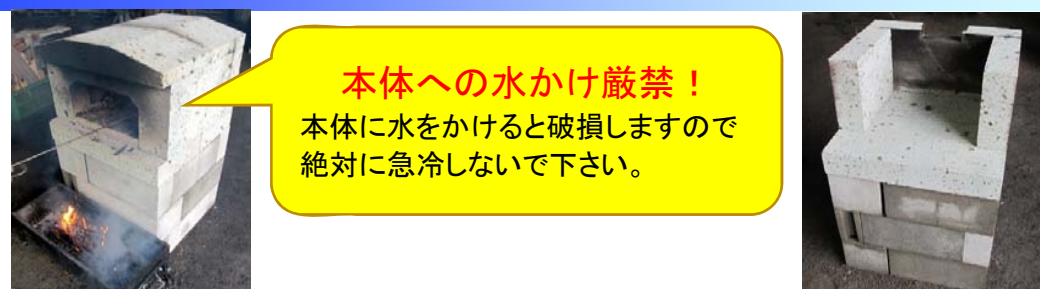 本体への水かけ厳禁！
本体に水をかけると破損しますので
絶対に急冷しないで下さい。